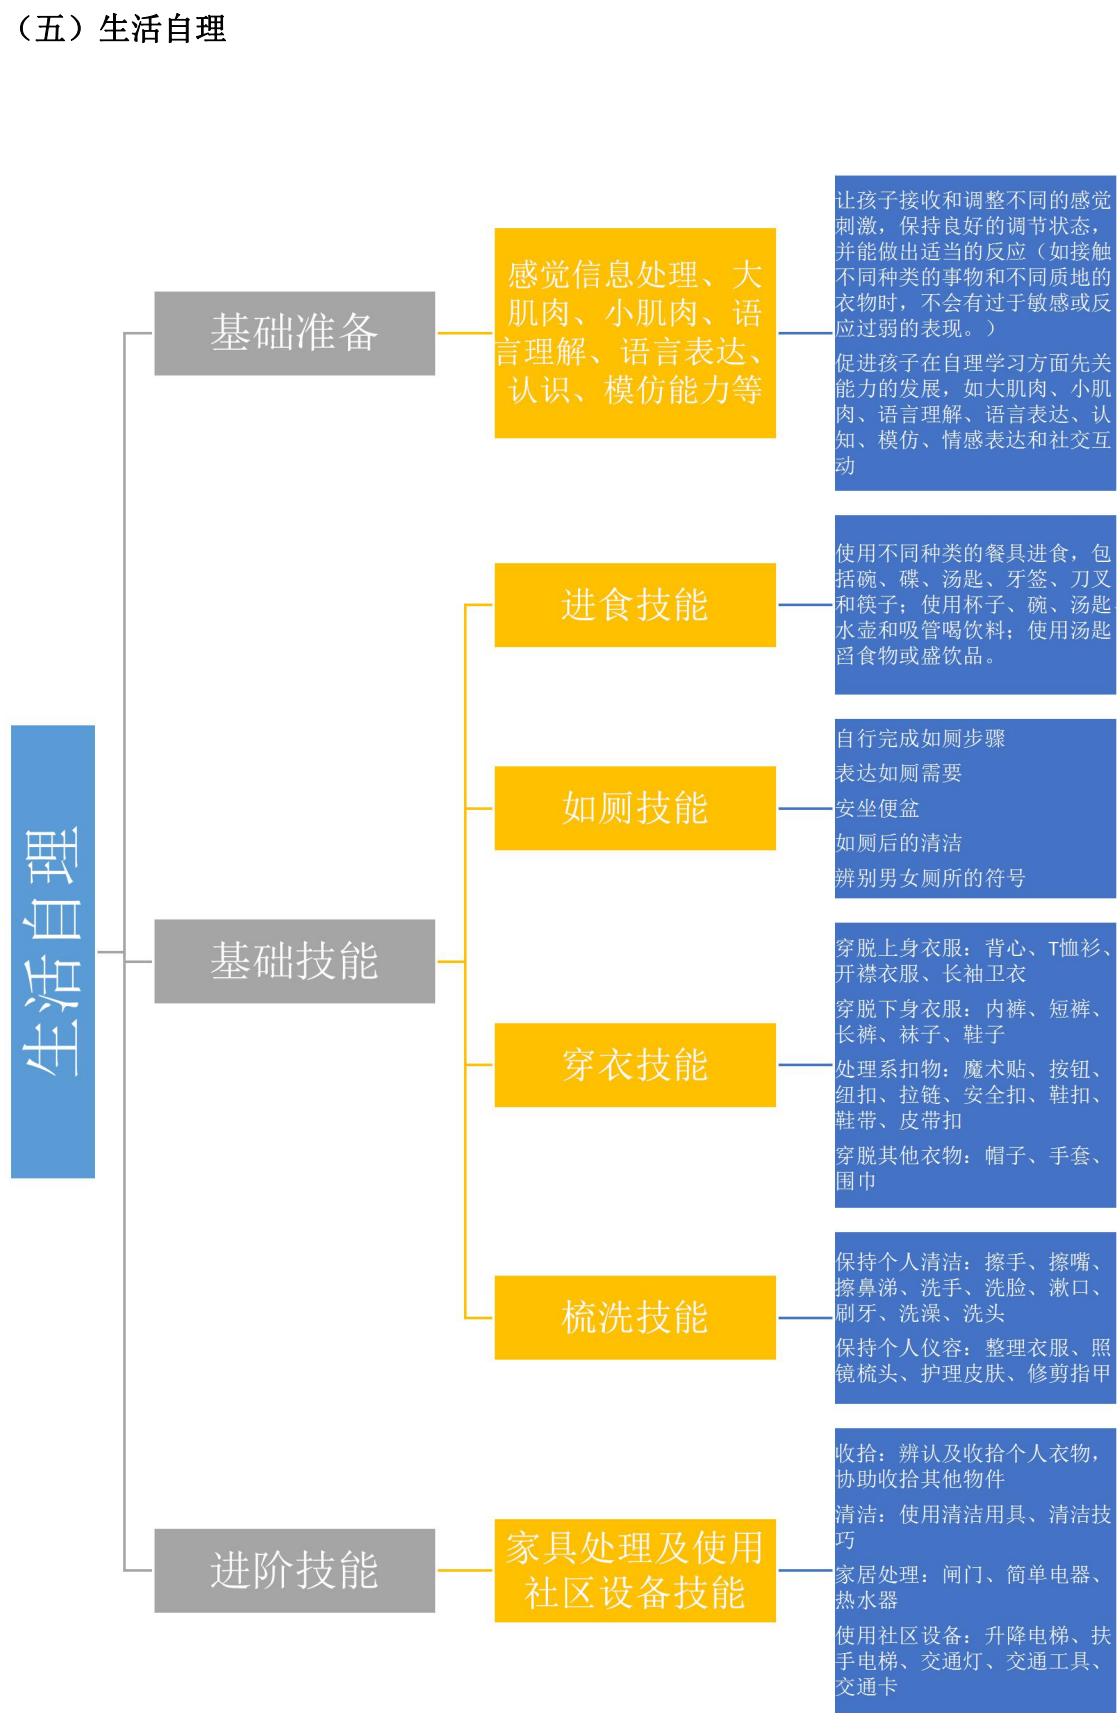 （五）生活自理
生活自理
基础准备
感觉信息处理、大
肌肉、小肌肉、语
言理解、语言表达、
认识、模仿能力等
让孩子接收和调整不同的感觉
刺激，保持良好的调节状态，
并能做出适当的反应（如接触
不同种类的事物和不同质地的
衣物时，不会有过于敏感或反
应过弱的表现。）
促进孩子在自理学习方面先关
能力的发展，如大肌肉、小肌
肉、语言理解、语言表达、认
知、模仿、情感表达和社交互
动
基础技能
进食技能
使用不同种类的餐具进食，包
括碗、碟、汤匙、牙签、刀叉
和筷子；使用杯子、碗、汤匙、
水壶和吸管喝饮料；使用汤匙
舀食物或盛饮品。
如厕技能
自行完成如厕步骤
表达如厕需要
安坐便盆
如厕后的清洁
辨别男女厕所的符号
穿衣技能
穿脱上身衣服：背心、T恤衫、
开襟衣服、长袖卫衣
穿脱下身衣服：内裤、短裤、
长裤、袜子、鞋子
处理系扣物：魔术贴、按钮、
纽扣、拉链、安全扣、鞋扣、
鞋带、皮带扣
穿脱其他衣物：帽子、手套、
围巾
梳洗技能
保持个人清洁：擦手、擦嘴、
擦鼻涕、洗手、洗脸、漱口、
刷牙、洗澡、洗头
保持个人仪容：整理衣服、照
镜梳头、护理皮肤、修剪指甲
进阶技能
家具处理及使用
社区设备技能
收拾：辨认及收拾个人衣物，
协助收拾其他物件
清洁：使用清洁用具、清洁技
巧
家居处理：闸门、简单电器、
热水器
使用社区设备：升降电梯、扶
手电梯、交通灯、交通工具、
交通卡